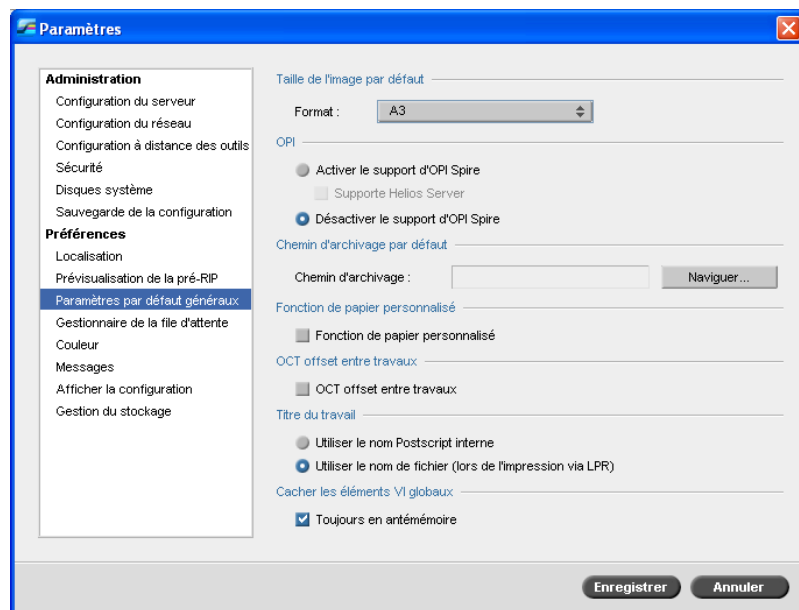 Paramètres
Administration
Configuration du serveur
Configuration du réseau
Configuration à distance des outils
Sécurité
Disques système
Sauvegarde de la configuration
Préférences
Localisation
Prévisualisation de la pré-RIP
Paramètres par défaut généraux
Gestionnaire de la file d'attente
Couleur
Messages
Afficher la configuration
Gestion du stockage
Taille de l'image par défaut
Format : A3
OPI
Activer le support d'OPI Spire
Supporte Helios Server
Désactiver le support d'OPI Spire
Chemin d'archivage par défaut
Chemin d'archivage : Naviguer...
Fonction de papier personnalisé
Fonction de papier personnalisé
OCT offset entre travaux
OCT offset entre travaux
Titre du travail
Utiliser le nom Postscript interne
Utiliser le nom de fichier (lors de l'impression via LPR)
Cacher les éléments VI globaux
Toujours en antémémoire
Enregistrer Annuler